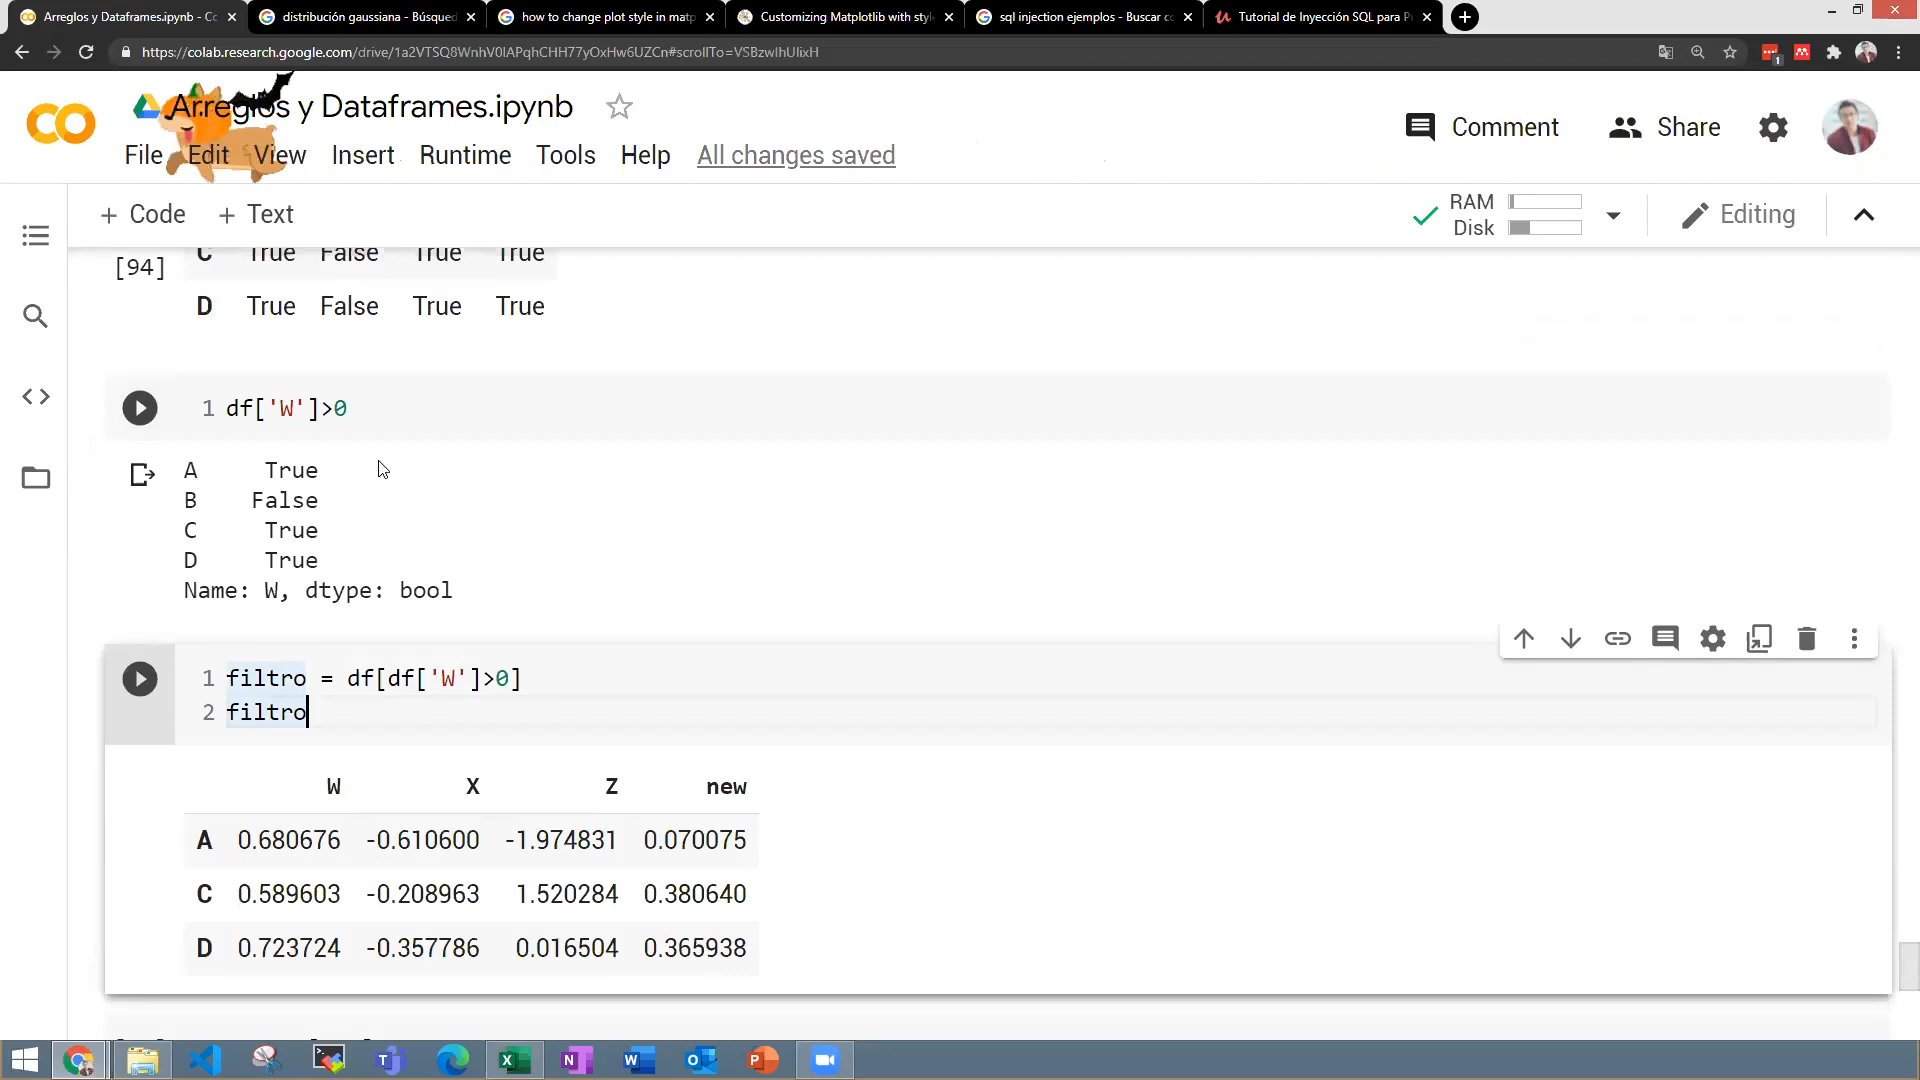 Arreglos y Dataframes.ipynb - Co
distribución gaussiana - Búsqued
how to change plot style in matp
Customizing Matplotlib with style
sql injection ejemplos - Buscar co
Tutorial de Inyección SQL para P
https://colab.research.google.com/drive/1a2VTSQ8WnhV0lAPqhCHH77yOxHw6UZCn#scrollTo=VSBzwIhUlixH
Arreglos y Dataframes.ipynb
Comment
Share
File Edit View Insert Runtime Tools Help All changes saved
+ Code + Text
RAM
Disk
Editing
[94]
C True False True True
D True False True True
1 df['W']>0
A True
B False
C True
D True
Name: W, dtype: bool
1 filtro = df[df['W']>0]
2 filtro
W X Z new
A 0.680676 -0.610600 -1.974831 0.070075
C 0.589603 -0.208963 1.520284 0.380640
D 0.723724 -0.357786 0.016504 0.365938